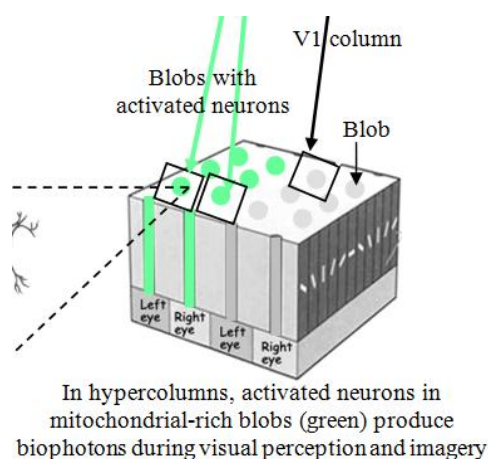 V1 column
Blobs with
activated neurons
Blob
Left
eye
Right
eye
Left
eye
Right
eye
In hypercolumns, activated neurons in
mitochondrial-rich blobs (green) produce
biophotons during visual perception and imagery